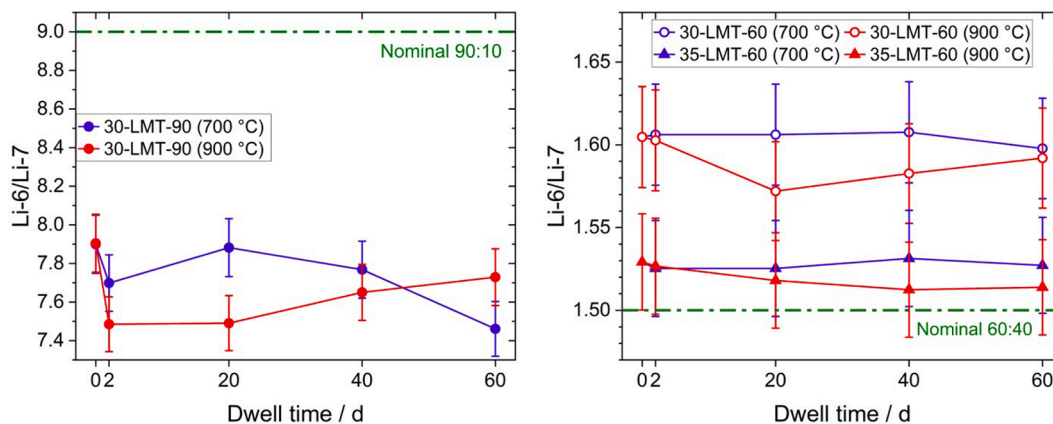 9.0
8.8
8.6
8.4
8.2
8.0
7.8
7.6
7.4
Li-6/Li-7
Nominal 90:10
30-LMT-90 (700 °C)
30-LMT-90 (900 °C)
0 2 20 40 60
Dwell time / d
30-LMT-60 (700 °C) 30-LMT-60 (900 °C)
35-LMT-60 (700 °C) 35-LMT-60 (900 °C)
1.65
1.60
1.55
1.50
Li-6/Li-7
Nominal 60:40
0 2 20 40 60
Dwell time / d